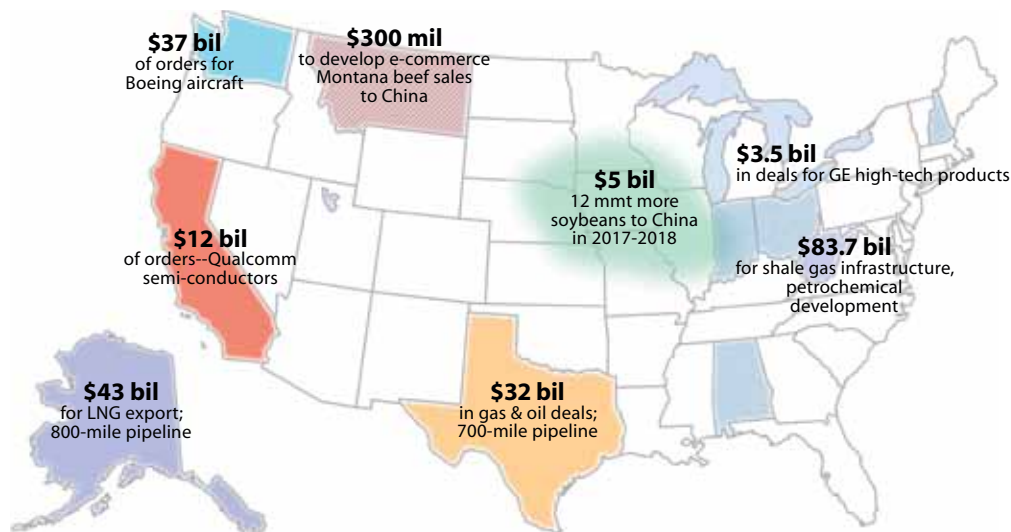 $37 bil
of orders for
Boeing aircraft
$300 mil
to develop e-commerce
Montana beef sales
to China
$3.5 bil
in deals for GE high-tech products
$5 bil
12 mmt more
soybeans to China
in 2017-2018
$12 bil
of orders--Qualcomm
semi-conductors
$83.7 bil
for shale gas infrastructure,
petrochemical
development
$43 bil
for LNG export;
800-mile pipeline
$32 bil
in gas & oil deals;
700-mile pipeline